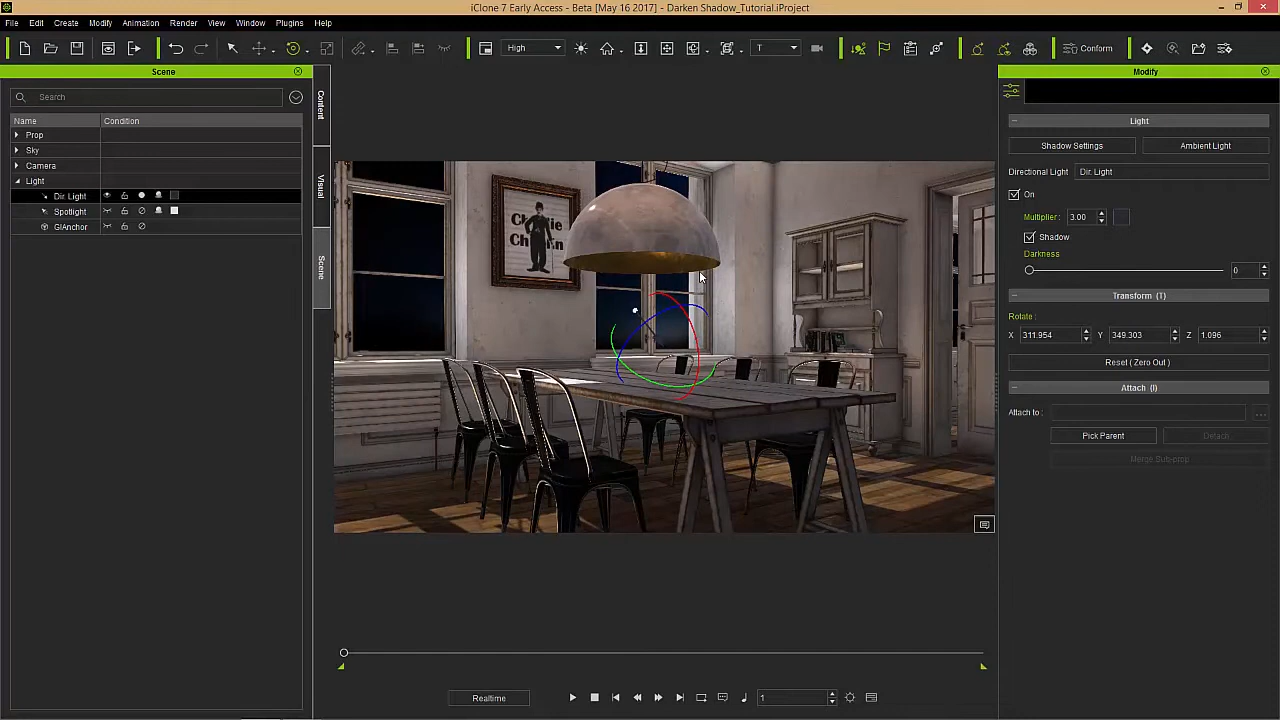 iClone 7 Early Access - Beta [May 16 2017] - Darken Shadow_Tutorial.iProject
File Edit Create Modify Animation Render View Window Plugins Help
High T Conform
Scene Modify
Search
Name Condition
Prop
Sky
Camera
Light
Dir. Light
Spotlight
GIAnchor
Content
Visual
Scene
Light
Shadow Settings Ambient Light
Directional Light Dir. Light
On
Multiplier : 3.00
Shadow
Darkness
0
Transform (T)
Rotate :
X 311.954 Y 349.303 Z 1.096
Reset ( Zero Out )
Attach (I)
Attach to : ...
Pick Parent Detach
Merge Sub-prop
Realtime 1